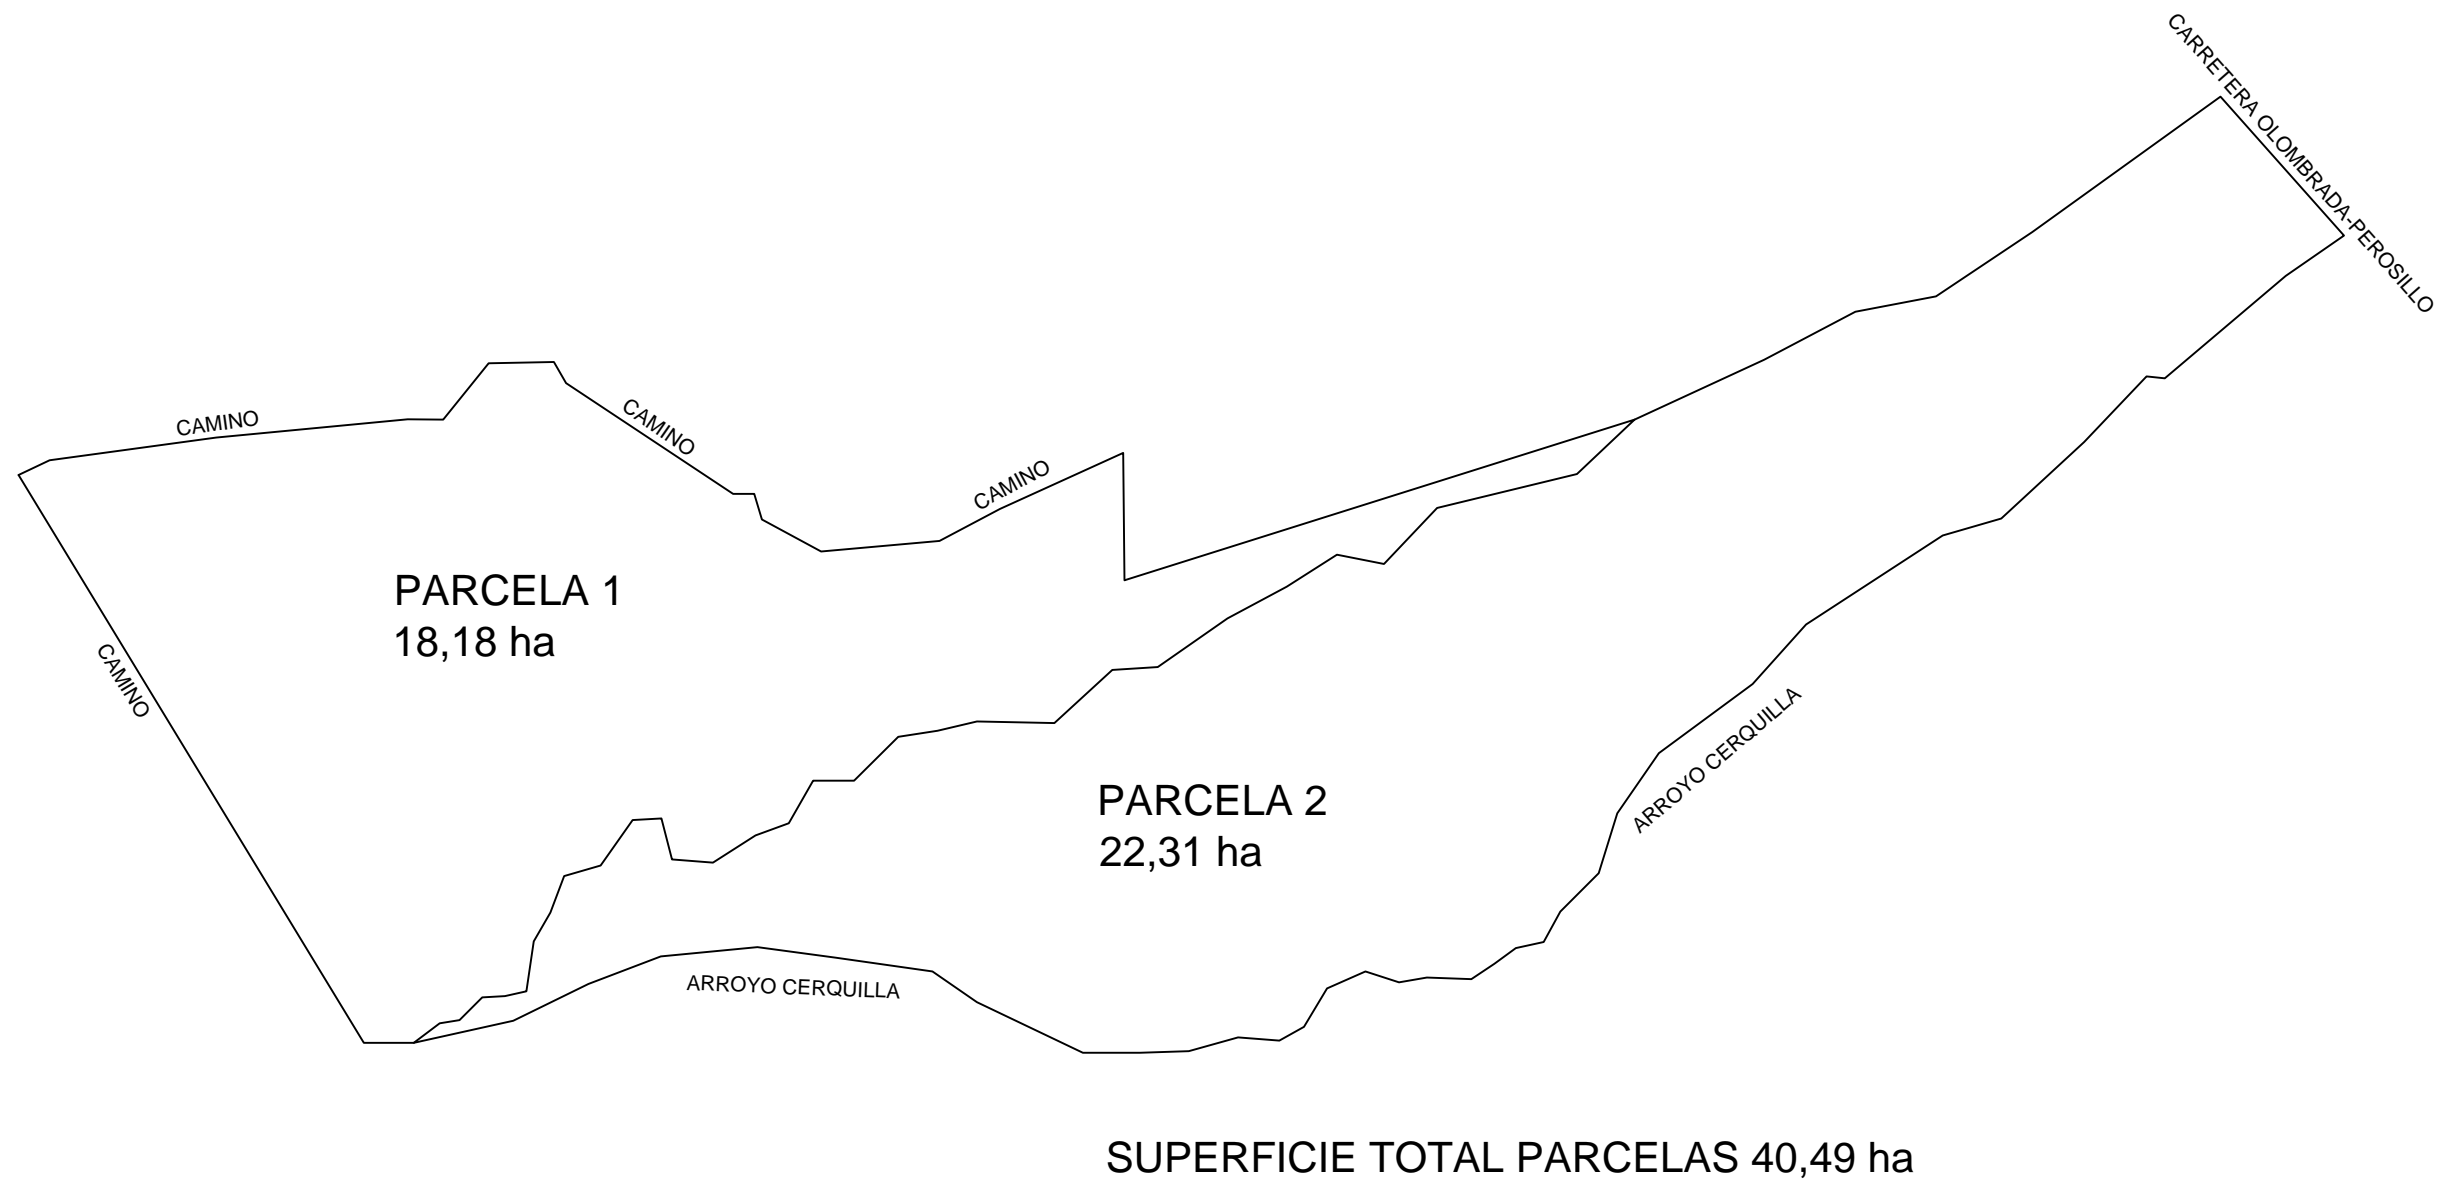 CARRETERA OLOMBRADA-PEROSILLO
CAMINO
CAMINO
CAMINO
PARCELA 1
18,18 ha
CAMINO
ARROYO CERQUILLA
PARCELA 2
22,31 ha
ARROYO CERQUILLA
SUPERFICIE TOTAL PARCELAS 40,49 ha